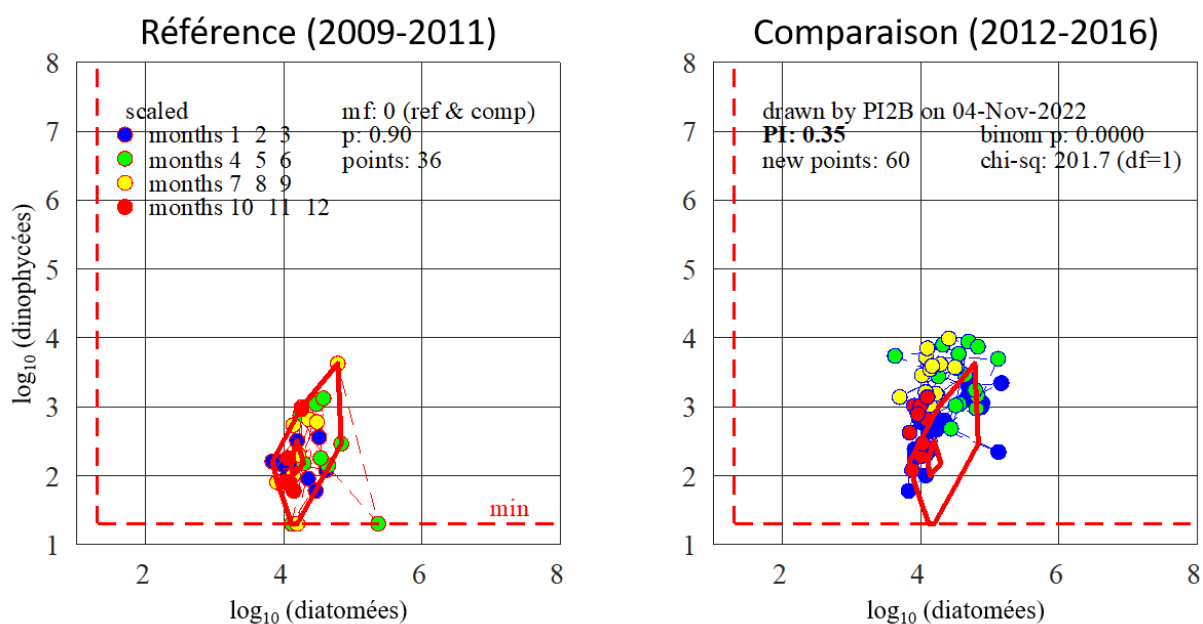 Référence (2009-2011)
scaled mf: 0 (ref & comp)
months 1 2 3 p: 0.90
months 4 5 6 points: 36
months 7 8 9
months 10 11 12
min
8
7
6
5
4
3
2
1
2 4 6 8
log10 (dinophycées)
log10 (diatomées)
Comparaison (2012-2016)
drawn by PI2B on 04-Nov-2022
PI: 0.35 binom p: 0.0000
new points: 60 chi-sq: 201.7 (df=1)
8
7
6
5
4
3
2
1
2 4 6 8
log10 (diatomées)